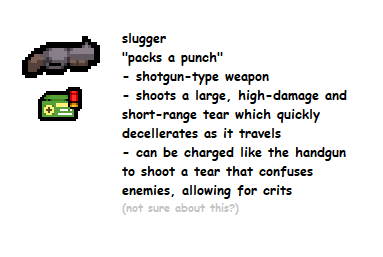 slugger
"packs a punch"
- shotgun-type weapon
- shoots a large, high-damage and
short-range tear which quickly
decellerates as it travels
- can be charged like the handgun
to shoot a tear that confuses
enemies, allowing for crits
(not sure about this?)